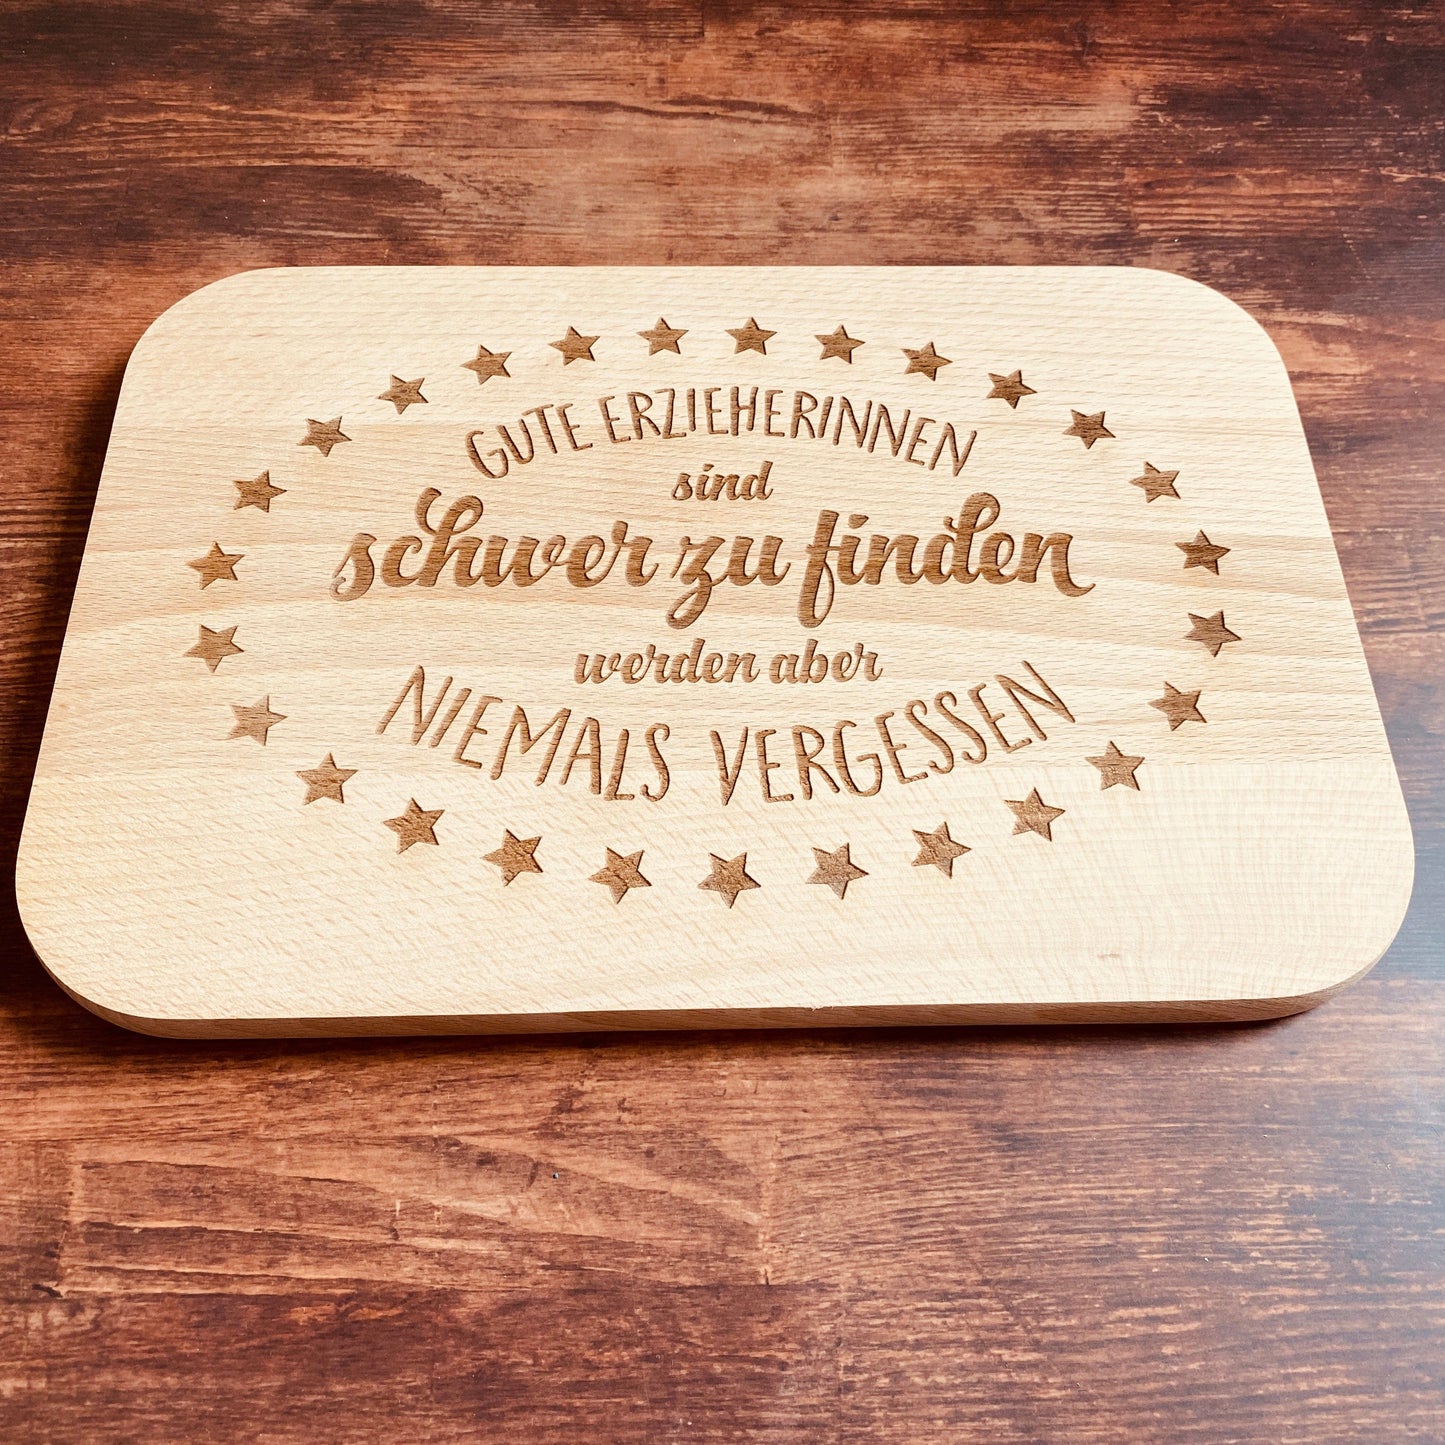 GUTE ERZIEHERINNEN
sind
schwer zu finden
werden aber
NIEMALS VERGESSEN